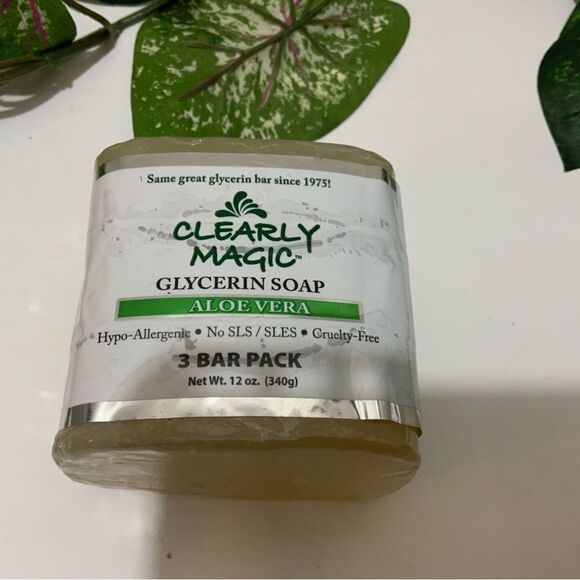 Same great glycerin bar since 1975!
CLEARLY
MAGIC™
GLYCERIN SOAP
ALOE VERA
Hypo-Allergenic • No SLS / SLES • Cruelty-Free
3 BAR PACK
Net Wt. 12 oz. (340g)